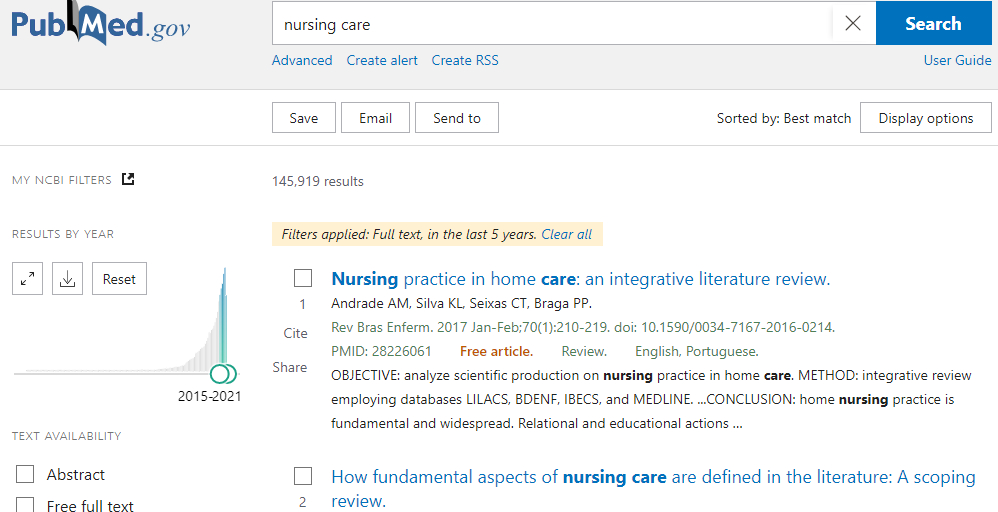 PubMed.gov
nursing care
Search
Advanced Create alert Create RSS
User Guide
Save Email Send to
Sorted by: Best match Display options
MY NCBI FILTERS
145,919 results
RESULTS BY YEAR
Filters applied: Full text, in the last 5 years. Clear all
Reset
2015-2021
Nursing practice in home care: an integrative literature review.
1
Andrade AM, Silva KL, Seixas CT, Braga PP.
Cite
Rev Bras Enferm. 2017 Jan-Feb;70(1):210-219. doi: 10.1590/0034-7167-2016-0214.
Share
PMID: 28226061 Free article. Review. English, Portuguese.
OBJECTIVE: analyze scientific production on nursing practice in home care. METHOD: integrative review
employing databases LILACS, BDENF, IBECS, and MEDLINE. ...CONCLUSION: home nursing practice is
fundamental and widespread. Relational and educational actions ...
TEXT AVAILABILITY
Abstract
Free full text
How fundamental aspects of nursing care are defined in the literature: A scoping
2
review.